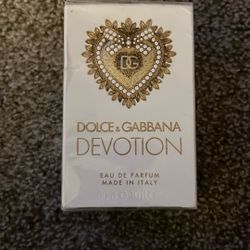 DG
DOLCE & GABBANA
DEVOTION
EAU DE PARFUM
MADE IN ITALY